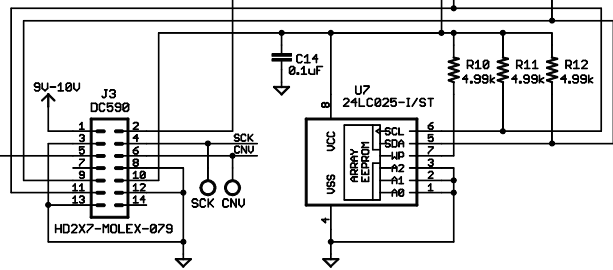 C14
0.1uF
R10
4.99k
R11
4.99k
R12
4.99k
9V-10V
J3
DC590
1
2
3
4
5
6
7
8
9
10
11
12
13
14
HD2X7-MOLEX-079
SCK
CNV
SCK
CNV
U7
24LC025-I/ST
8
VCC
SCL
6
SDA
5
WP
7
A2
3
A1
2
A0
1
ARRAY
EEPROM
VSS
4